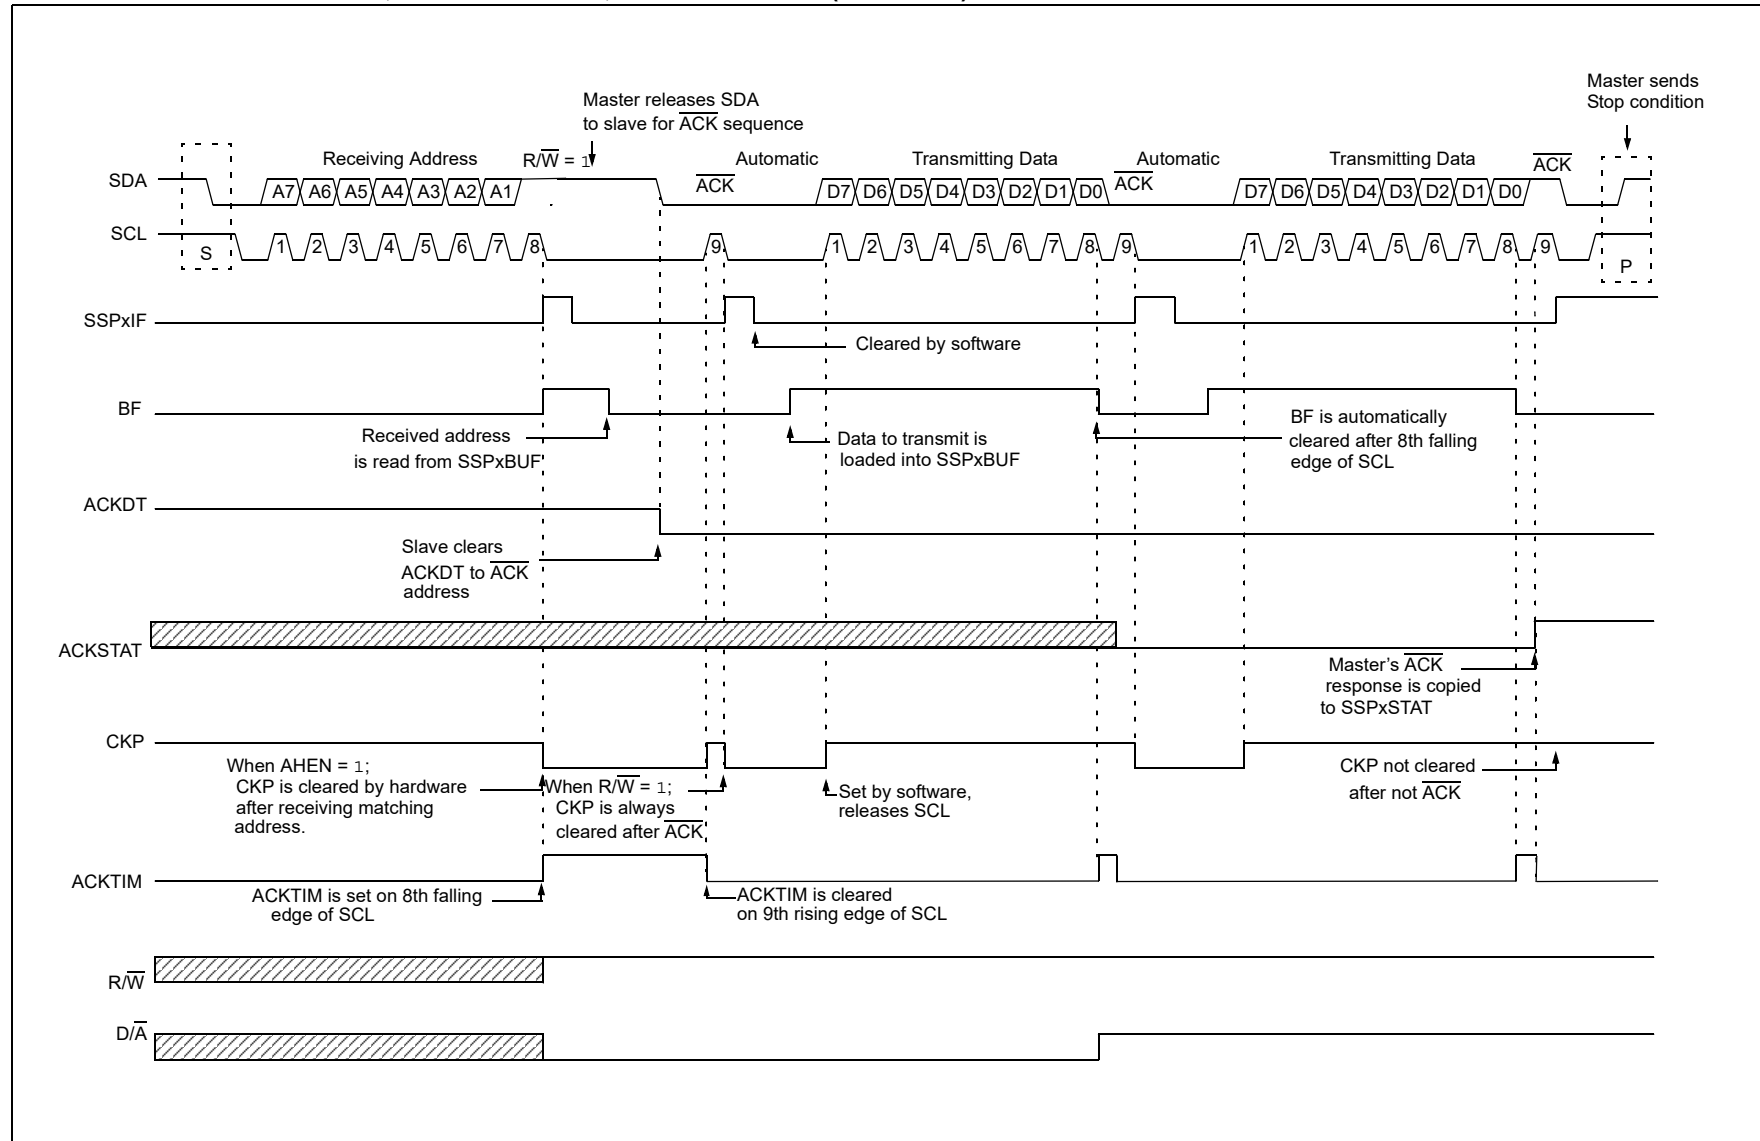 Master sends
Stop condition
Master releases SDA
to slave for ACK sequence
Receiving Address
R/W = 1
Automatic
Transmitting Data
Automatic
Transmitting Data
ACK
ACK
ACK
SDA
A7 A6 A5 A4 A3 A2 A1
D7 D6 D5 D4 D3 D2 D1 D0
D7 D6 D5 D4 D3 D2 D1 D0
SCL
S
1 2 3 4 5 6 7 8 9
1 2 3 4 5 6 7 8 9
1 2 3 4 5 6 7 8 9
P
SSPxIF
Cleared by software
BF
Received address
is read from SSPxBUF
Data to transmit is
loaded into SSPxBUF
BF is automatically
cleared after 8th falling
edge of SCL
ACKDT
Slave clears
ACKDT to ACK
address
ACKSTAT
Master's ACK
response is copied
to SSPxSTAT
CKP
When AHEN = 1;
CKP is cleared by hardware
after receiving matching
address.
When R/W = 1;
CKP is always
cleared after ACK
Set by software,
releases SCL
CKP not cleared
after not ACK
ACKTIM
ACKTIM is set on 8th falling
edge of SCL
ACKTIM is cleared
on 9th rising edge of SCL
R/W
D/A